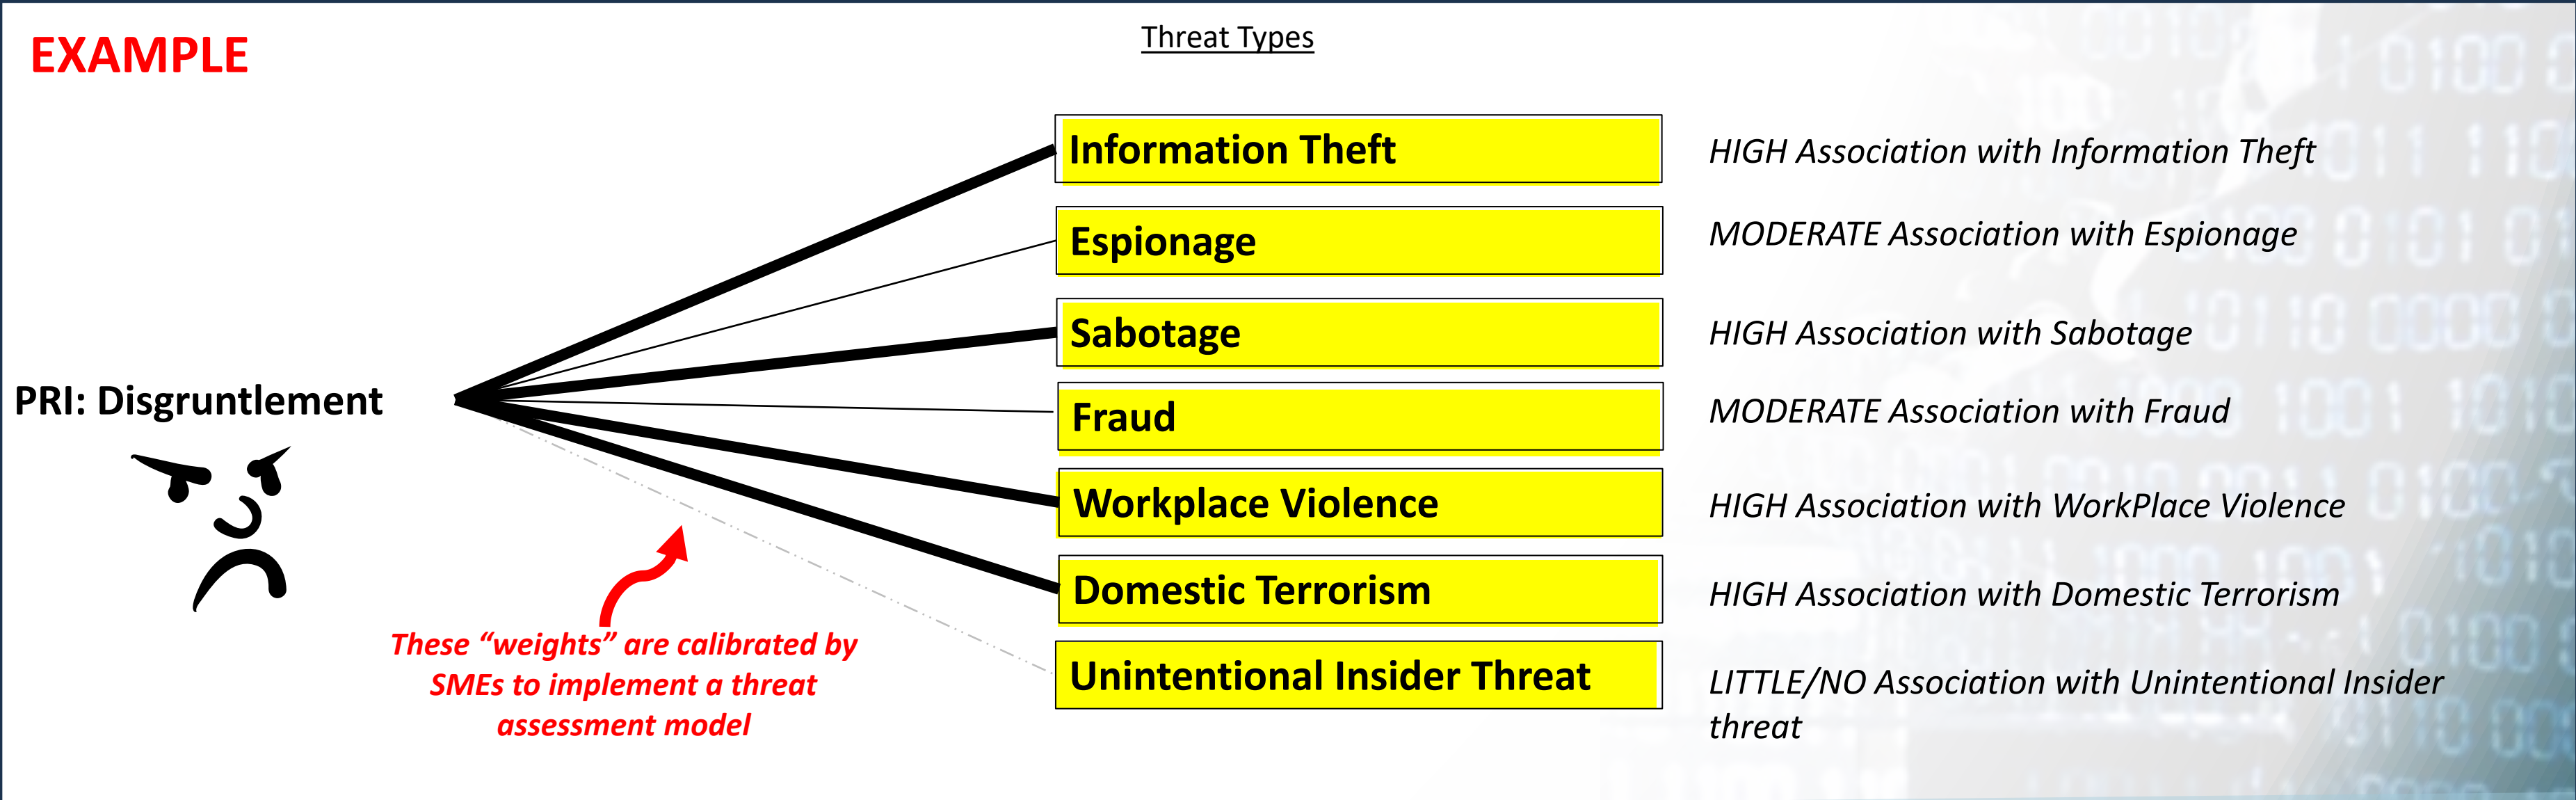 EXAMPLE
Threat Types
Information Theft
HIGH Association with Information Theft
Espionage
MODERATE Association with Espionage
Sabotage
HIGH Association with Sabotage
PRI: Disgruntlement
Fraud
MODERATE Association with Fraud
Workplace Violence
HIGH Association with WorkPlace Violence
Domestic Terrorism
HIGH Association with Domestic Terrorism
These “weights” are calibrated by
SMEs to implement a threat
assessment model
Unintentional Insider Threat
LITTLE/NO Association with Unintentional Insider
threat